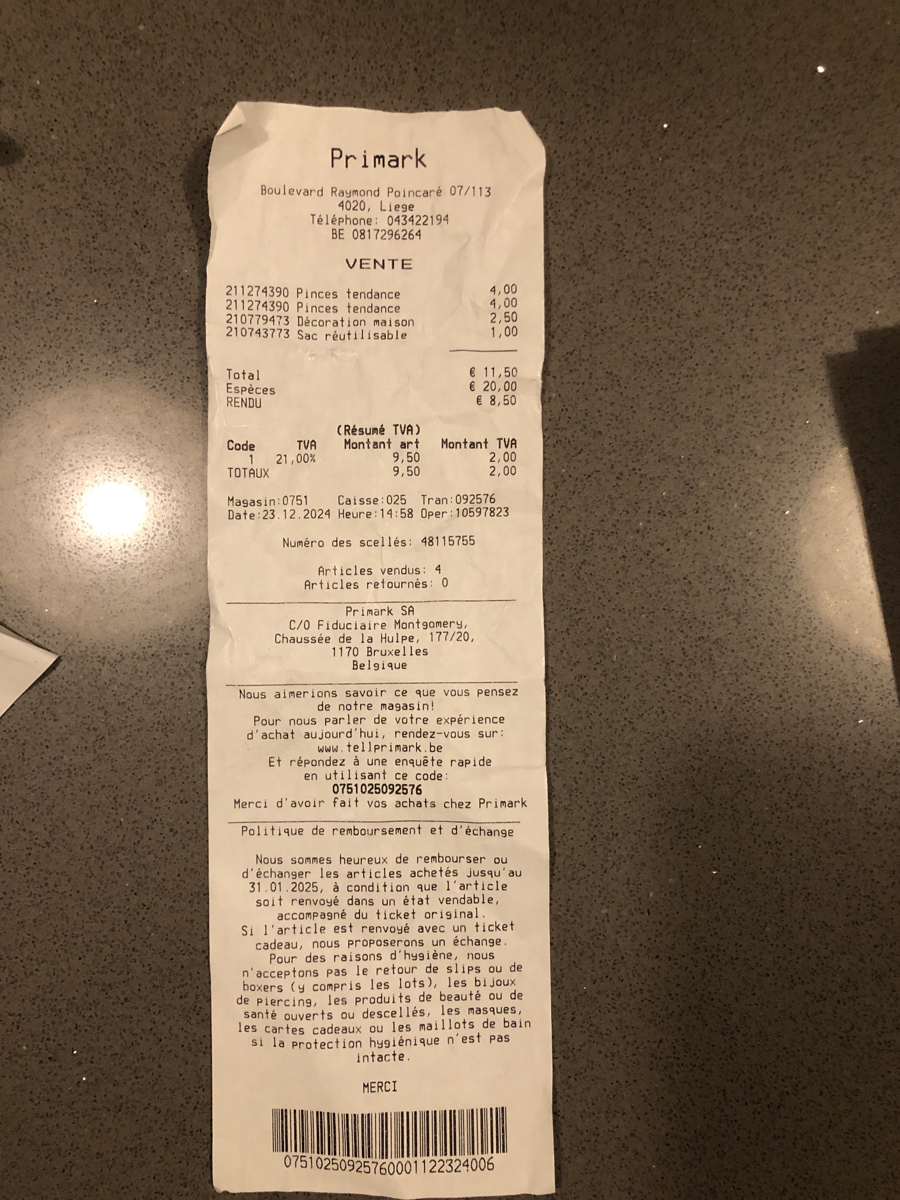 Primark
Boulevard Raymond Poincaré 07/113
4020, Liege
Téléphone: 043422194
BE 0817296264
VENTE
211274390 Pinces tendance 4,00
211274390 Pinces tendance 4,00
210779473 Décoration maison 2,50
210743773 Sac réutilisable 1,00
Total € 11,50
Espèces € 20,00
RENDU € 8,50
(Résumé TVA)
Code TVA Montant art Montant TVA
1 21,00% 9,50 2,00
TOTAUX 9,50 2,00
Magasin:0751 Caisse:025 Tran:092576
Date:23.12.2024 Heure:14:58 Oper:10597823
Numéro des scellés: 48115755
Articles vendus: 4
Articles retournés: 0
Primark SA
C/O Fiduciaire Montgomery,
Chaussée de la Hulpe, 177/20,
1170 Bruxelles
Belgique
Nous aimerions savoir ce que vous pensez
de notre magasin!
Pour nous parler de votre expérience
d'achat aujourd'hui, rendez-vous sur:
www.tellprimark.be
Et répondez à une enquête rapide
en utilisant ce code:
0751025092576
Merci d'avoir fait vos achats chez Primark
Politique de remboursement et d'échange
Nous sommes heureux de rembourser ou
d'échanger les articles achetés jusqu'au
31.01.2025, à condition que l'article
soit renvoyé dans un état vendable,
accompagné du ticket original.
Si l'article est renvoyé avec un ticket
cadeau, nous proposerons un échange.
Pour des raisons d'hygiène, nous
n'acceptons pas le retour de slips ou de
boxers (y compris les lots), les bijoux
de piercing, les produits de beauté ou de
santé ouverts ou descellés, les masques,
les cartes cadeaux ou les maillots de bain
si la protection hygiénique n'est pas
intacte.
MERCI
07510250925760001122324006